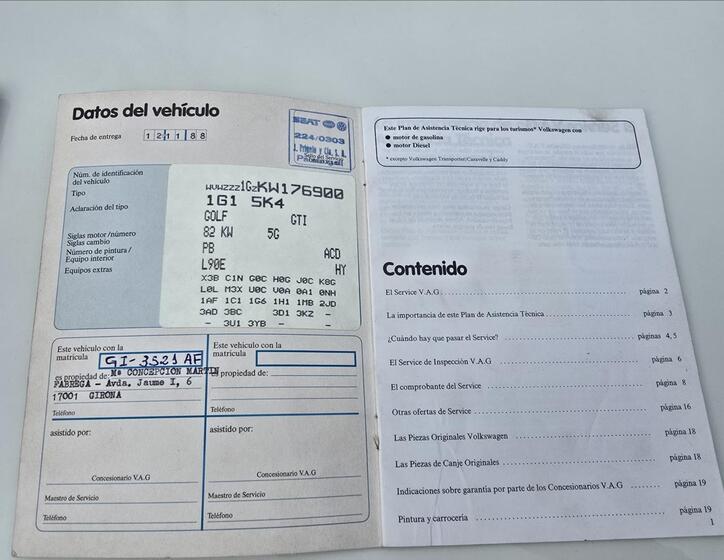 Datos del vehículo
Fecha de entrega 12 11 88
SEAT
224/0303
Núm. de identificación
del vehículo
WVWZZZ1GZKW176900
Tipo
1G1 5K4
Aclaración del tipo
GOLF GTI
Siglas motor/número
82 KW 5G
Siglas cambio
PB ACD
Número de pintura/
Equipo interior
L90E HY
Equipos extras
X3B C1N G0C H0G J0C K8G
L0L M3X U0C V0A 0A1 0NH
1AF 1C1 1G6 1H1 1MB 2JD
3AD 3BC 3D1 3KZ -
- 3U1 3YB - -
Este vehículo con la
matrícula GI-3521 AF
es propiedad de: Mª CONCEPCION MARTIN
FABREGA - Avda. Jaume I, 6
17001 GIRONA
Teléfono
asistido por:
Concesionario V.A.G
Maestro de Servicio
Teléfono
Este vehículo con la
matrícula
es propiedad de:
Teléfono
asistido por:
Concesionario V.A.G
Maestro de Servicio
Teléfono
Este Plan de Asistencia Técnica rige para los turismos* Volkswagen con
● motor de gasolina
● motor Diesel
* excepto Volkswagen Transporter/Caravelle y Caddy
Contenido
El Service V.A.G página 2
La importancia de este Plan de Asistencia Técnica página 3
¿Cuándo hay que pasar el Service? páginas 4, 5
El Service de Inspección V.A.G página 6
El comprobante del Service página 8
Otras ofertas de Service página 16
Las Piezas Originales Volkswagen página 18
Las Piezas de Canje Originales página 18
Indicaciones sobre garantía por parte de los Concesionarios V.A.G página 19
Pintura y carrocería página 19
1